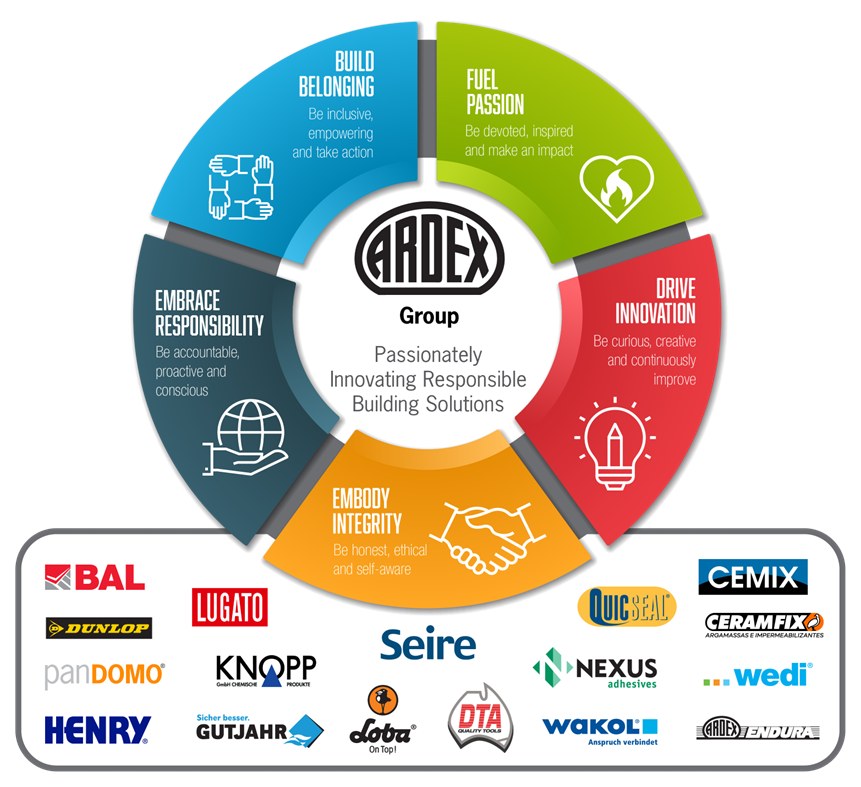 BUILD
BELONGING
Be inclusive,
empowering
and take action
FUEL
PASSION
Be devoted, inspired
and make an impact
DRIVE
INNOVATION
Be curious, creative
and continuously
improve
EMBODY
INTEGRITY
Be honest, ethical
and self-aware
EMBRACE
RESPONSIBILITY
Be accountable,
proactive and
conscious
ARDEX
Group
Passionately
Innovating Responsible
Building Solutions
BAL
DUNLOP
panDOMO®
HENRY®
LUGATO
KNOPP
GmbH CHEMISCHE PRODUKTE
Sicher besser.
GUTJAHR
Seire
Loba®
On Top!
DTA
QUALITY TOOLS
QUICSEAL®
NEXUS
adhesives
WAKOL®
Anspruch verbindet
CEMIX
CERAMFIX
ARGAMASSAS E IMPERMEABILIZANTES
wedi®
ARDEX ENDURA